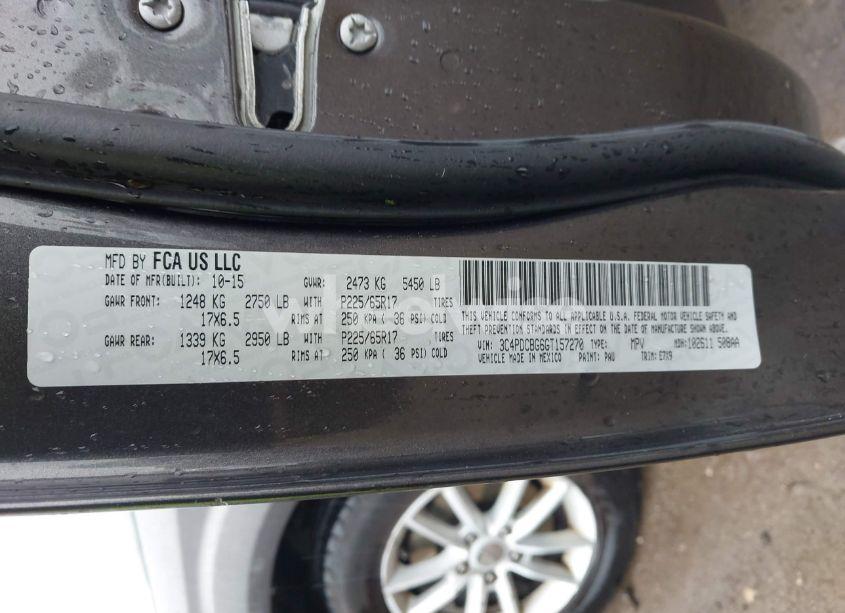 MFD BY FCA US LLC
DATE OF MFR(BUILT): 10-15 GVWR: 2473 KG 5450 LB
GAWR FRONT: 1248 KG 2750 LB WITH P225/65R17 TIRES
17X6.5 RIMS AT 250 KPA ( 36 PSI) COLD
GAWR REAR: 1339 KG 2950 LB WITH P225/65R17 TIRES
17X6.5 RIMS AT 250 KPA ( 36 PSI) COLD
THIS VEHICLE CONFORMS TO ALL APPLICABLE U.S.A. FEDERAL MOTOR VEHICLE SAFETY AND
THEFT PREVENTION STANDARDS IN EFFECT ON THE DATE OF MANUFACTURE SHOWN ABOVE.
VIN: 3C4PDCBG6GT157270 TYPE: MPV MDH: 102611 508AA
VEHICLE MADE IN MEXICO PAINT: PAU TRIM: E7X9